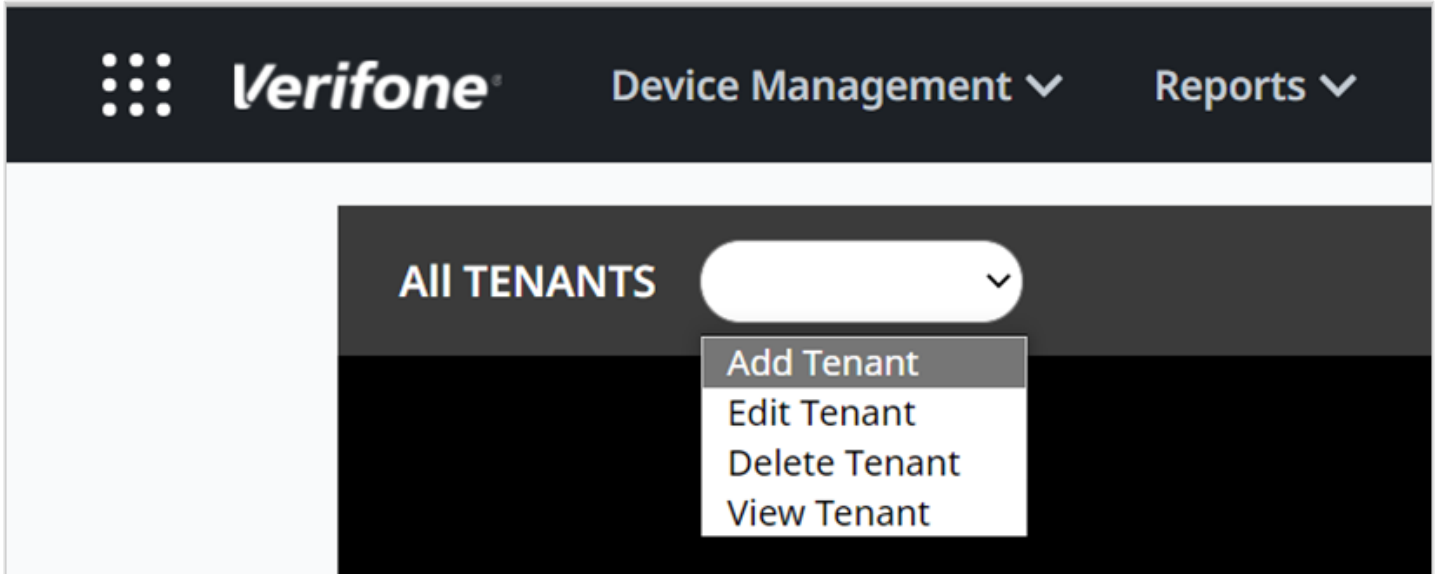 Verifone Device Management Reports
All TENANTS
Add Tenant
Edit Tenant
Delete Tenant
View Tenant